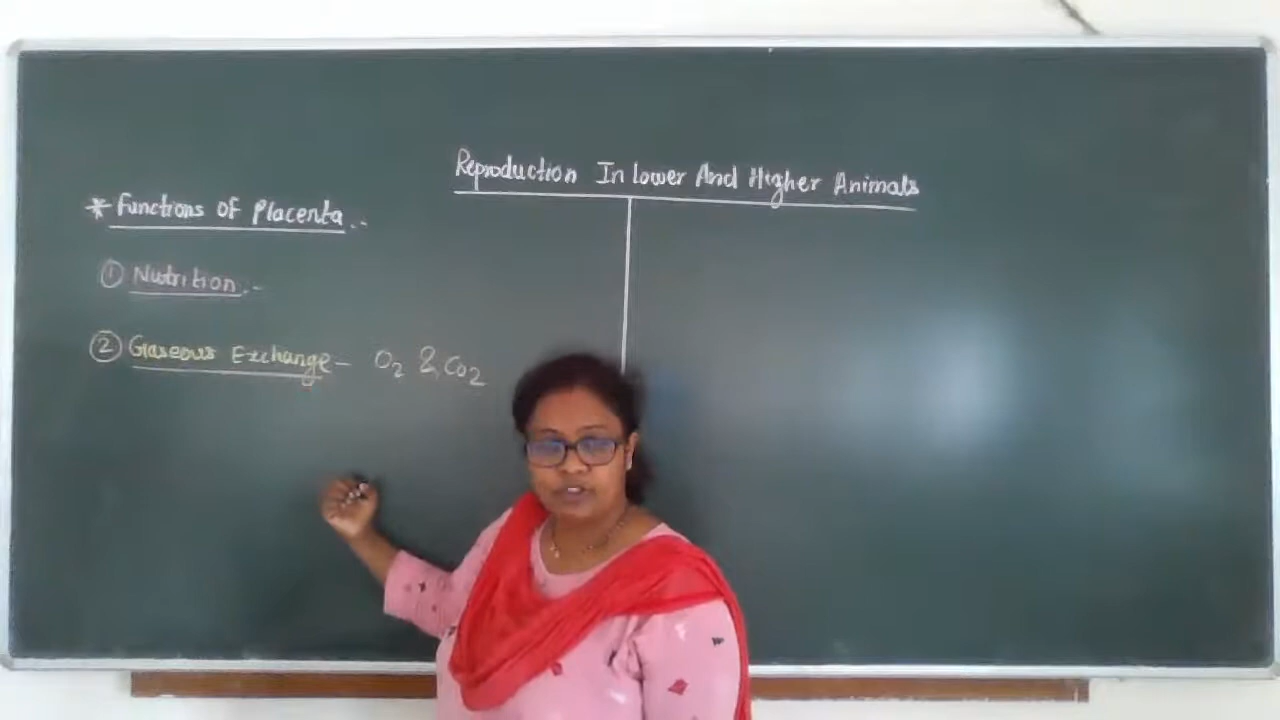 Reproduction In Lower And Higher Animals
* Functions Of Placenta :-
① Nutrition :-
② Gaseous Exchange - O₂ & CO₂